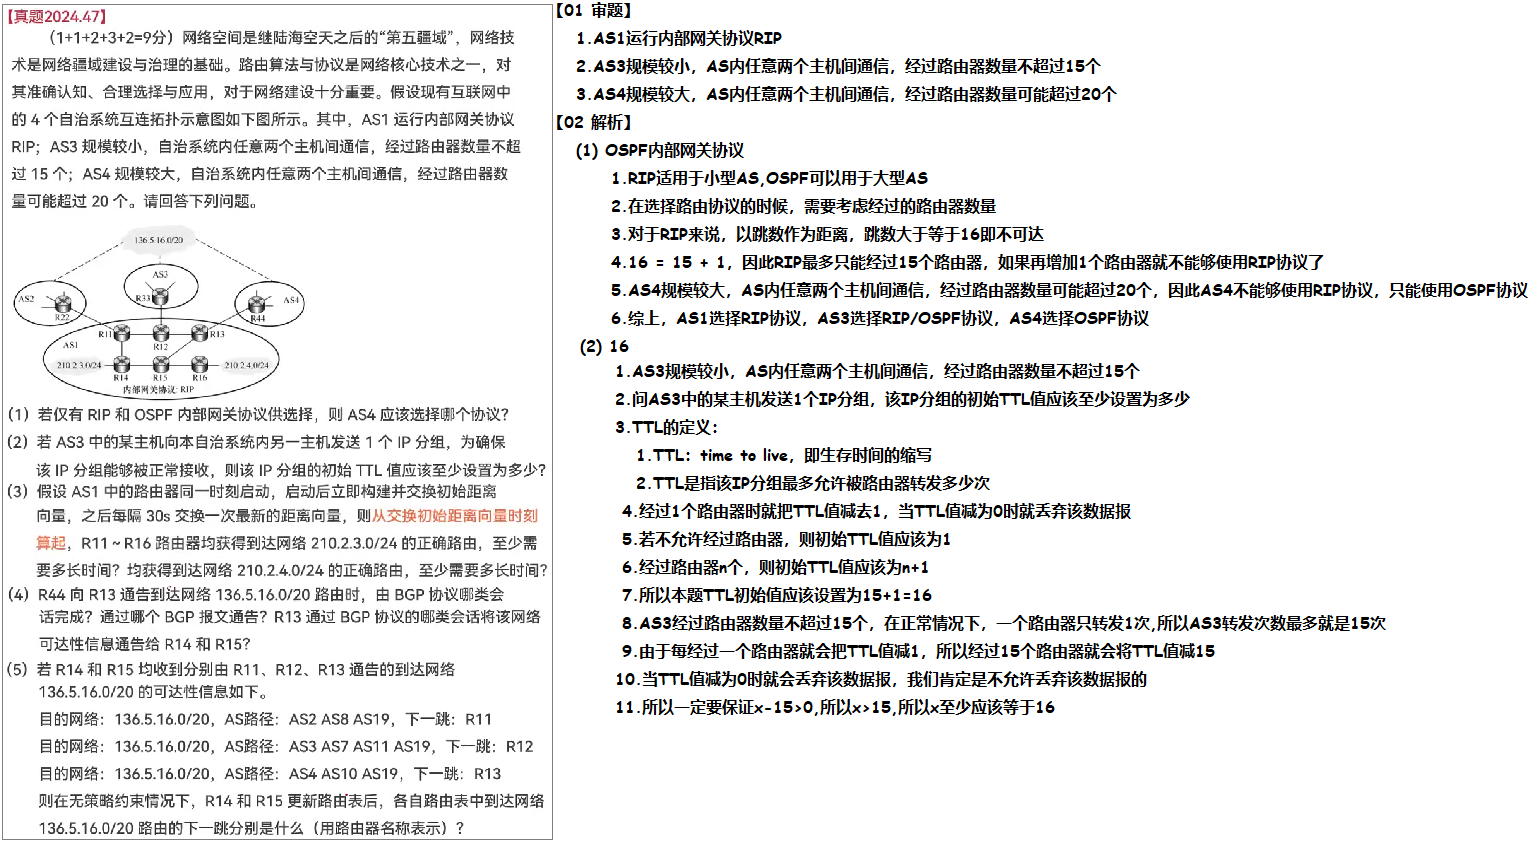 【真题2024.47】
（1+1+2+3+2=9分）网络空间是继陆海空天之后的“第五疆域”，网络技
术是网络疆域建设与治理的基础。路由算法与协议是网络核心技术之一，对
其准确认知、合理选择与应用，对于网络建设十分重要。假设现有互联网中
的 4 个自治系统互连拓扑示意图如下图所示。其中，AS1 运行内部网关协议
RIP；AS3 规模较小，自治系统内任意两个主机间通信，经过路由器数量不超
过 15 个；AS4 规模较大，自治系统内任意两个主机间通信，经过路由器数
量可能超过 20 个。请回答下列问题。
136.5.16.0/20
AS3
AS2
R33
AS4
R22
R44
R11
R12
R13
AS1
210.2.3.0/24
210.2.4.0/24
R14
R15
R16
内部网关协议: RIP
（1）若仅有 RIP 和 OSPF 内部网关协议供选择，则 AS4 应该选择哪个协议？
（2）若 AS3 中的某主机向本自治系统内另一主机发送 1 个 IP 分组，为确保
该 IP 分组能够被正常接收，则该 IP 分组的初始 TTL 值应该至少设置为多少？
（3）假设 AS1 中的路由器同一时刻启动，启动后立即构建并交换初始距离
向量，之后每隔 30s 交换一次最新的距离向量，则从交换初始距离向量时刻
算起，R11 ~ R16 路由器均获得到达网络 210.2.3.0/24 的正确路由，至少需
要多长时间？均获得到达网络 210.2.4.0/24 的正确路由，至少需要多长时间？
（4）R44 向 R13 通告到达网络 136.5.16.0/20 路由时，由 BGP 协议哪类会
话完成？通过哪个 BGP 报文通告？R13 通过 BGP 协议的哪类会话将该网络
可达性信息通告给 R14 和 R15？
（5）若 R14 和 R15 均收到分别由 R11、R12、R13 通告的到达网络
136.5.16.0/20 的可达性信息如下。
目的网络：136.5.16.0/20，AS路径：AS2 AS8 AS19，下一跳：R11
目的网络：136.5.16.0/20，AS路径：AS3 AS7 AS11 AS19，下一跳：R12
目的网络：136.5.16.0/20，AS路径：AS4 AS10 AS19，下一跳：R13
则在无策略约束情况下，R14 和 R15 更新路由表后，各自路由表中到达网络
136.5.16.0/20 路由的下一跳分别是什么（用路由器名称表示）？
【01 审题】
1.AS1运行内部网关协议RIP
2.AS3规模较小，AS内任意两个主机间通信，经过路由器数量不超过15个
3.AS4规模较大，AS内任意两个主机间通信，经过路由器数量可能超过20个
【02 解析】
(1) OSPF内部网关协议
1.RIP适用于小型AS,OSPF可以用于大型AS
2.在选择路由协议的时候，需要考虑经过的路由器数量
3.对于RIP来说，以跳数作为距离，跳数大于等于16即不可达
4.16 = 15 + 1，因此RIP最多只能经过15个路由器，如果再增加1个路由器就不能够使用RIP协议了
5.AS4规模较大，AS内任意两个主机间通信，经过路由器数量可能超过20个，因此AS4不能够使用RIP协议，只能使用OSPF协议
6.综上，AS1选择RIP协议，AS3选择RIP/OSPF协议，AS4选择OSPF协议
(2) 16
1.AS3规模较小，AS内任意两个主机间通信，经过路由器数量不超过15个
2.问AS3中的某主机发送1个IP分组，该IP分组的初始TTL值应该至少设置为多少
3.TTL的定义：
1.TTL：time to live，即生存时间的缩写
2.TTL是指该IP分组最多允许被路由器转发多少次
4.经过1个路由器时就把TTL值减去1，当TTL值减为0时就丢弃该数据报
5.若不允许经过路由器，则初始TTL值应该为1
6.经过路由器n个，则初始TTL值应该为n+1
7.所以本题TTL初始值应该设置为15+1=16
8.AS3经过路由器数量不超过15个，在正常情况下，一个路由器只转发1次,所以AS3转发次数最多就是15次
9.由于每经过一个路由器就会把TTL值减1，所以经过15个路由器就会将TTL值减15
10.当TTL值减为0时就会丢弃该数据报，我们肯定是不允许丢弃该数据报的
11.所以一定要保证x-15>0,所以x>15,所以x至少应该等于16